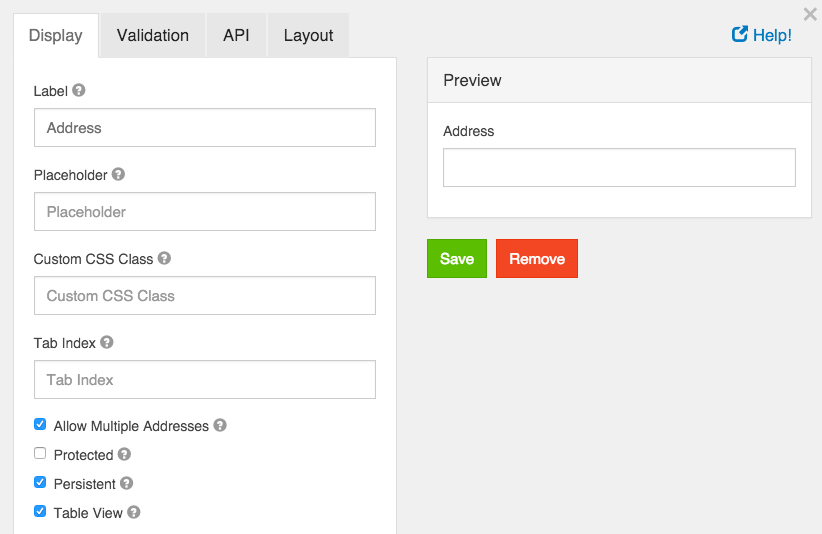 Display
Validation
API
Layout
Help!
Label
Address
Placeholder
Placeholder
Custom CSS Class
Custom CSS Class
Tab Index
Tab Index
Allow Multiple Addresses
Protected
Persistent
Table View
Preview
Address
Save
Remove